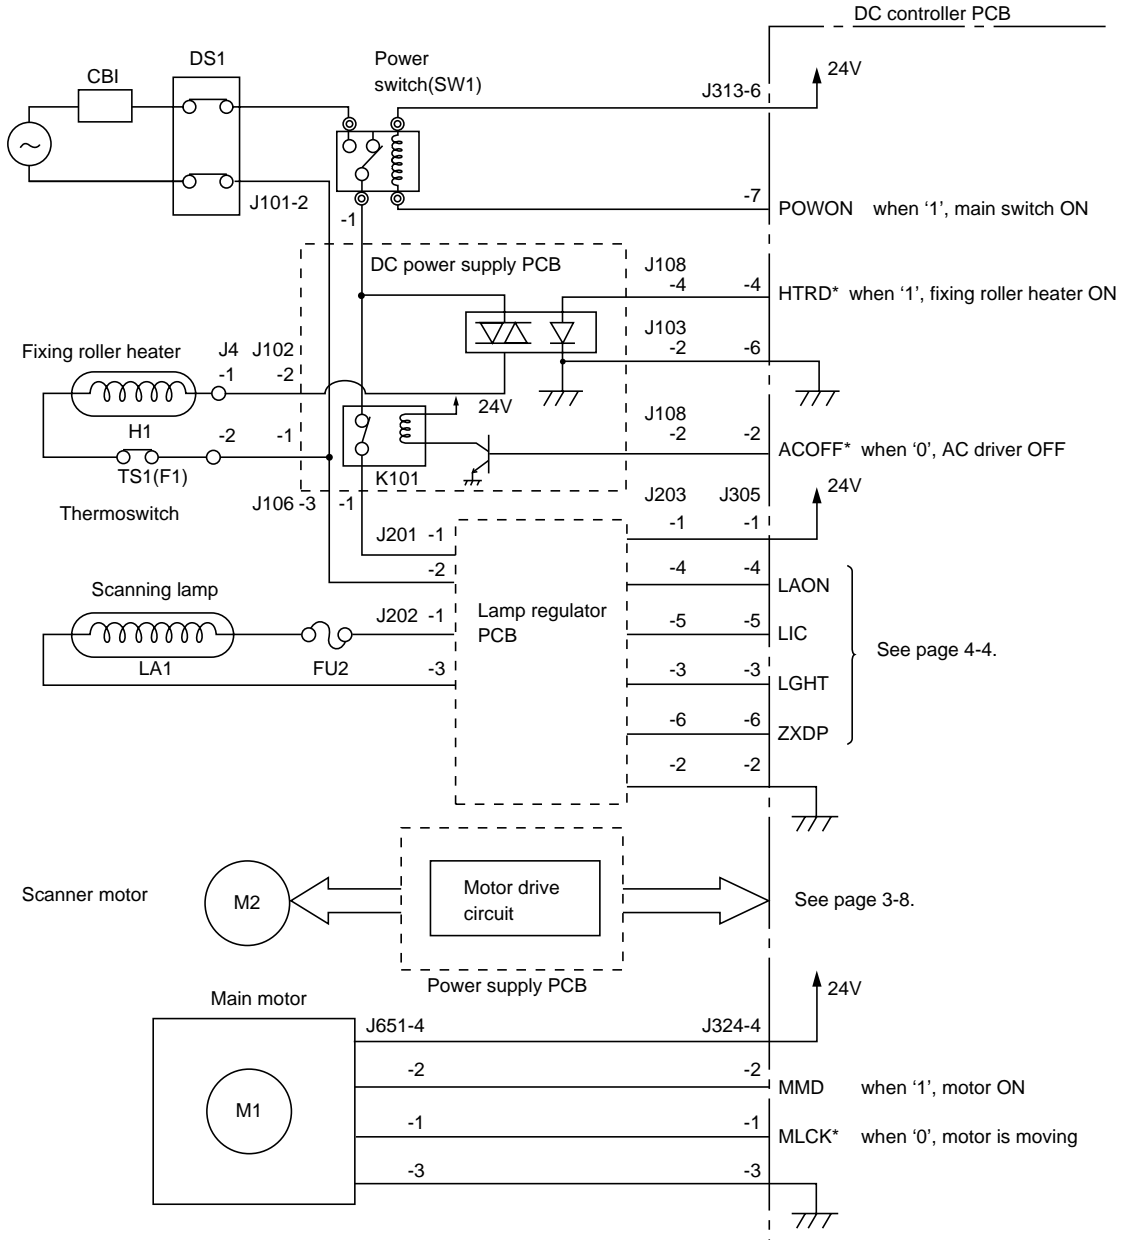 DC controller PCB
DS1
Power
switch(SW1)
CBI
24V
J313-6
J101-2
-1
-7
POWON when ‘1’, main switch ON
DC power supply PCB
J108
-4 -4
HTRD* when ‘1’, fixing roller heater ON
J103
-2 -6
Fixing roller heater
J4 J102
-1 -2
24V
H1
J108
-2 -2
-2 -1
ACOFF* when ‘0’, AC driver OFF
TS1(F1)
K101
24V
Thermoswitch
J106 -3 -1
J203 J305
-1 -1
J201 -1
-2
-4 -4
LAON
Scanning lamp
J202 -1
Lamp regulator
PCB
-5 -5
LIC
See page 4-4.
LA1
FU2
-3
-3 -3
LGHT
-6 -6
ZXDP
-2 -2
Scanner motor
M2
Motor drive
circuit
See page 3-8.
Power supply PCB
24V
Main motor
J651-4 J324-4
-2 -2
MMD when ‘1’, motor ON
M1
-1 -1
MLCK* when ‘0’, motor is moving
-3 -3